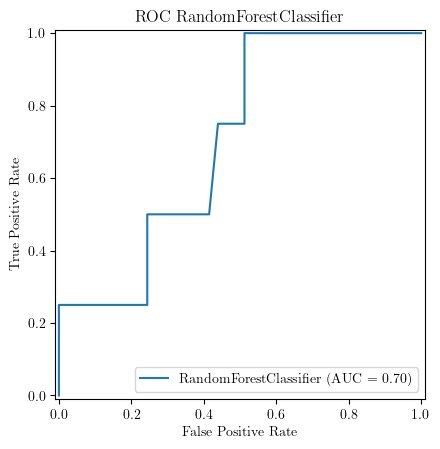 ROC RandomForestClassifier
1.0
0.8
0.6
0.4
0.2
0.0
True Positive Rate
RandomForestClassifier (AUC = 0.70)
0.0 0.2 0.4 0.6 0.8 1.0
False Positive Rate